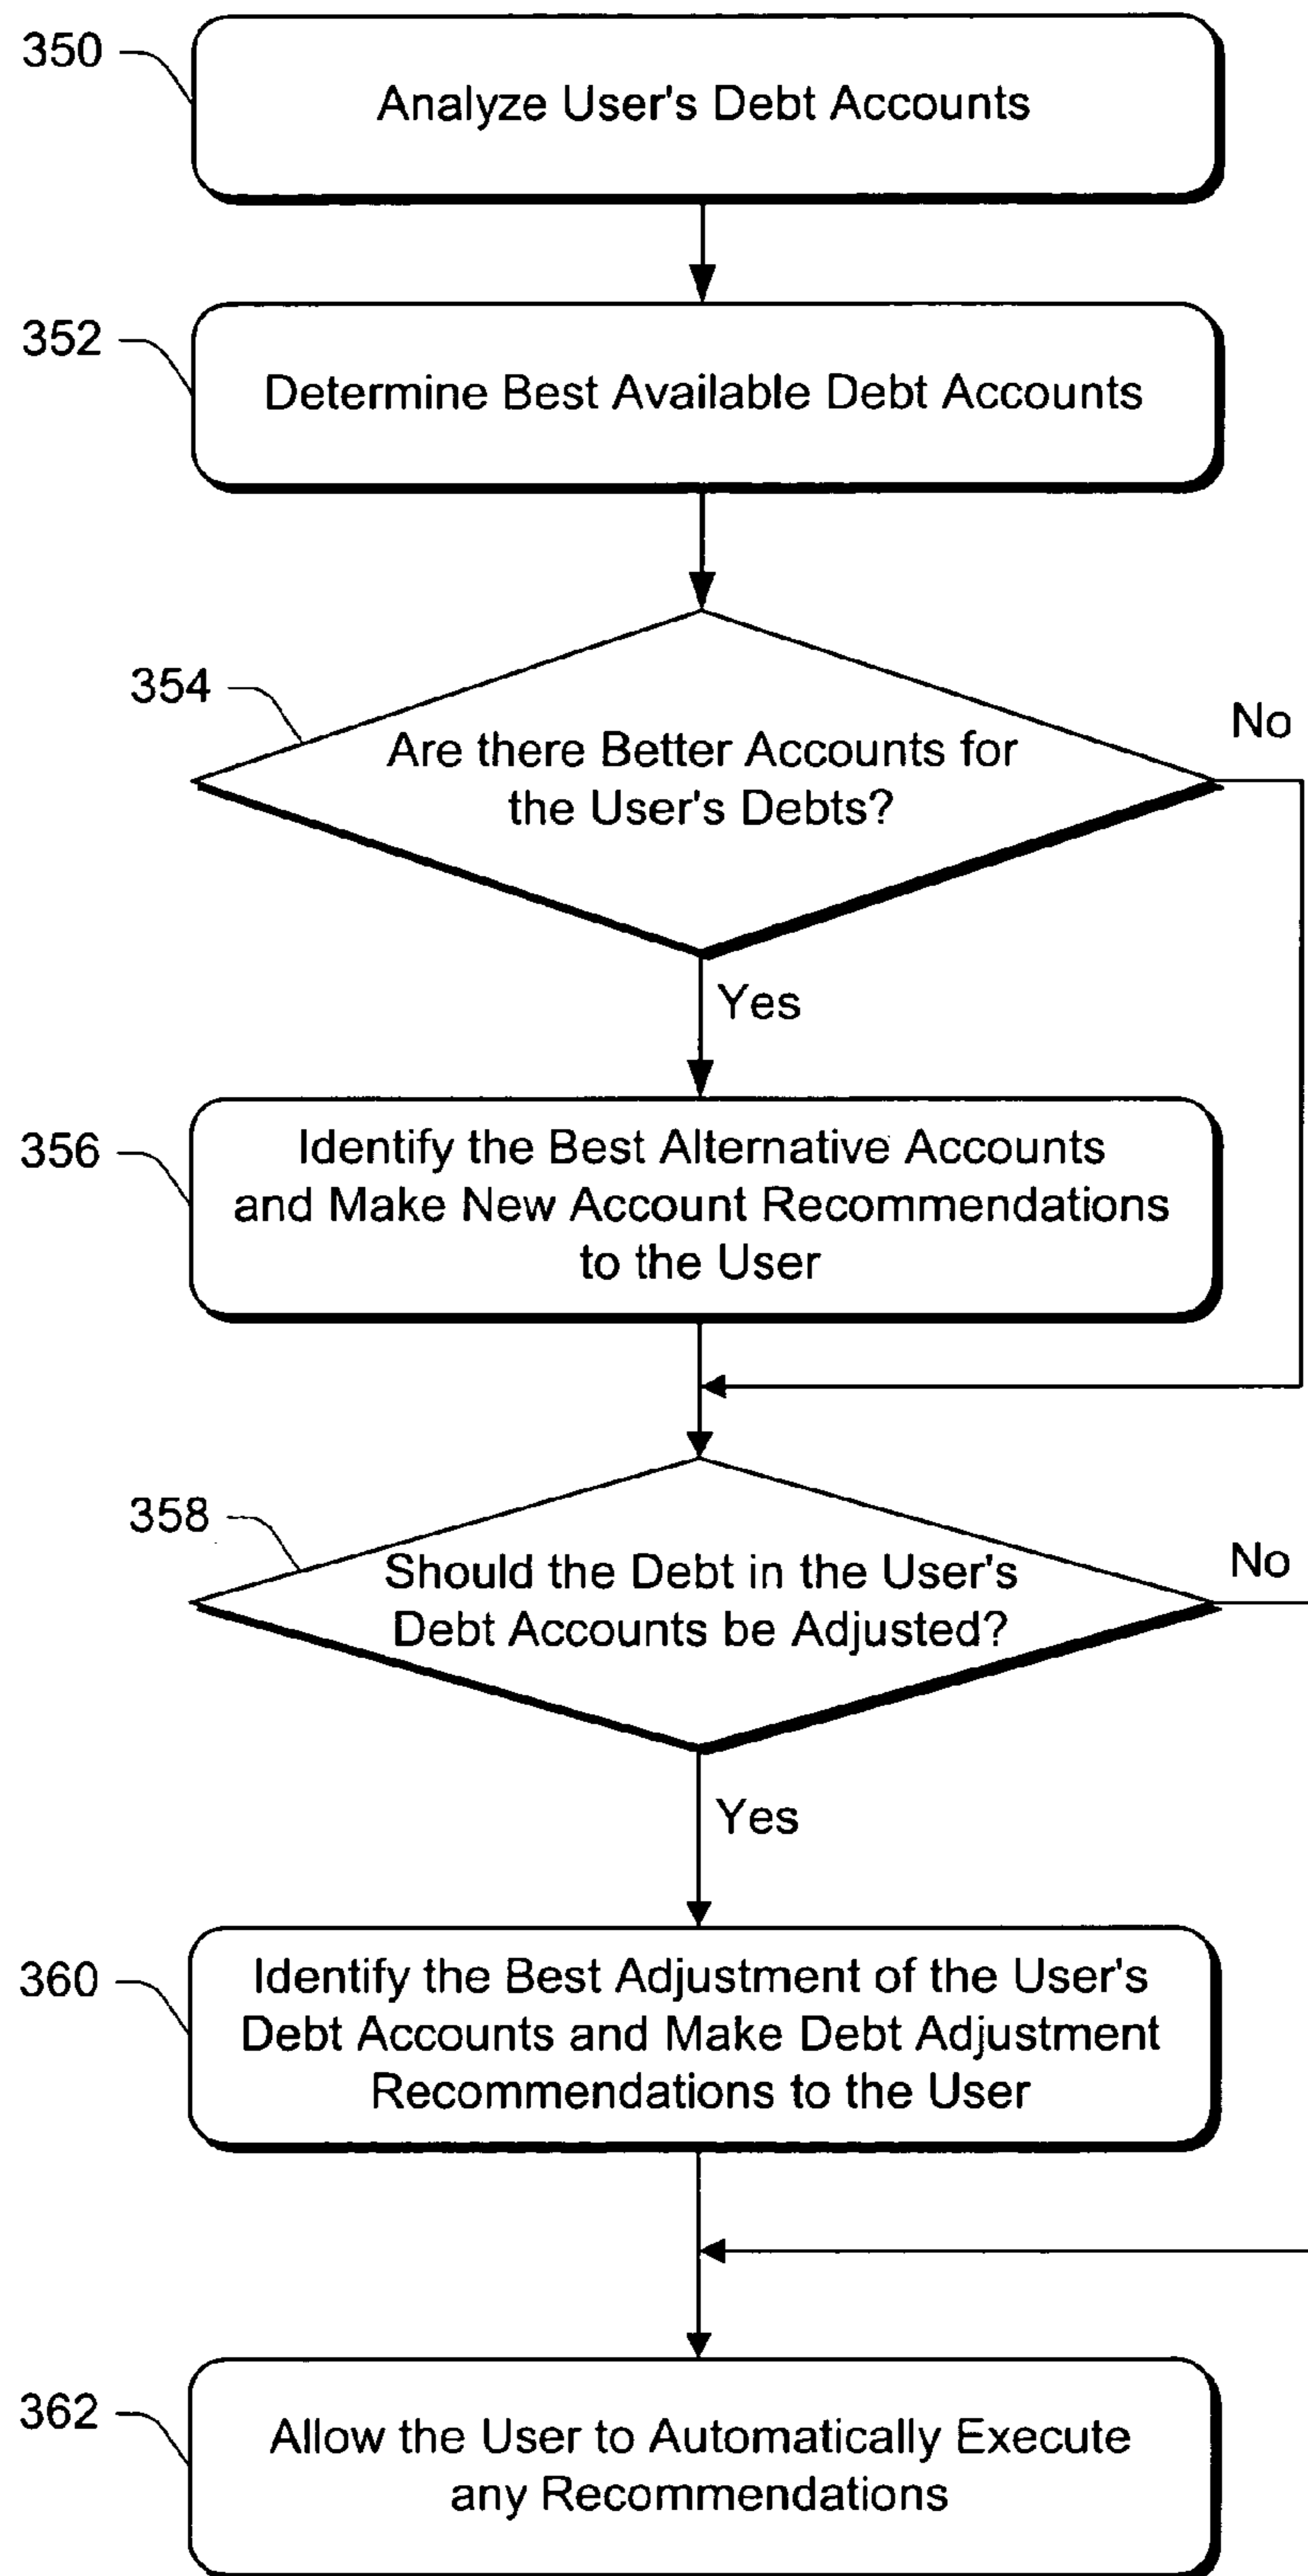 350
Analyze User's Debt Accounts
352
Determine Best Available Debt Accounts
354
Are there Better Accounts for
the User's Debts?
No
Yes
356
Identify the Best Alternative Accounts
and Make New Account Recommendations
to the User
358
Should the Debt in the User's
Debt Accounts be Adjusted?
No
Yes
360
Identify the Best Adjustment of the User's
Debt Accounts and Make Debt Adjustment
Recommendations to the User
362
Allow the User to Automatically Execute
any Recommendations